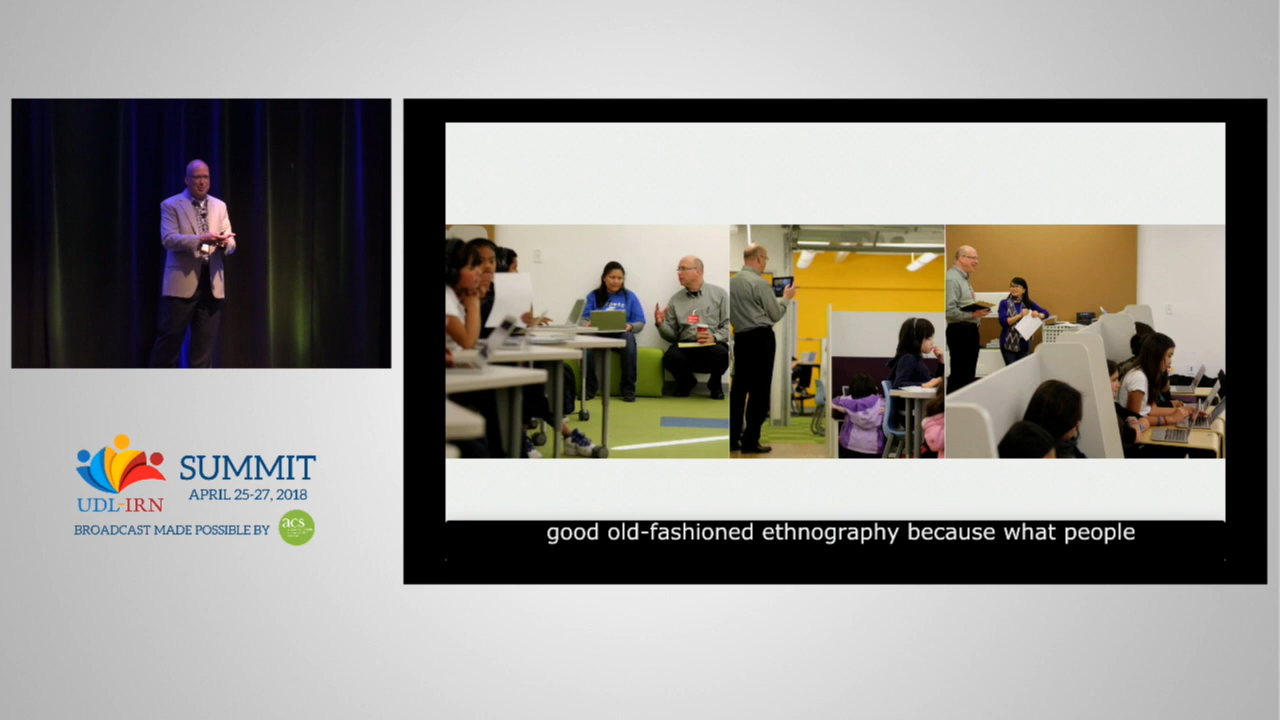 SUMMIT
APRIL 25-27, 2018
UDL-IRN
BROADCAST MADE POSSIBLE BY
acs
good old-fashioned ethnography because what people